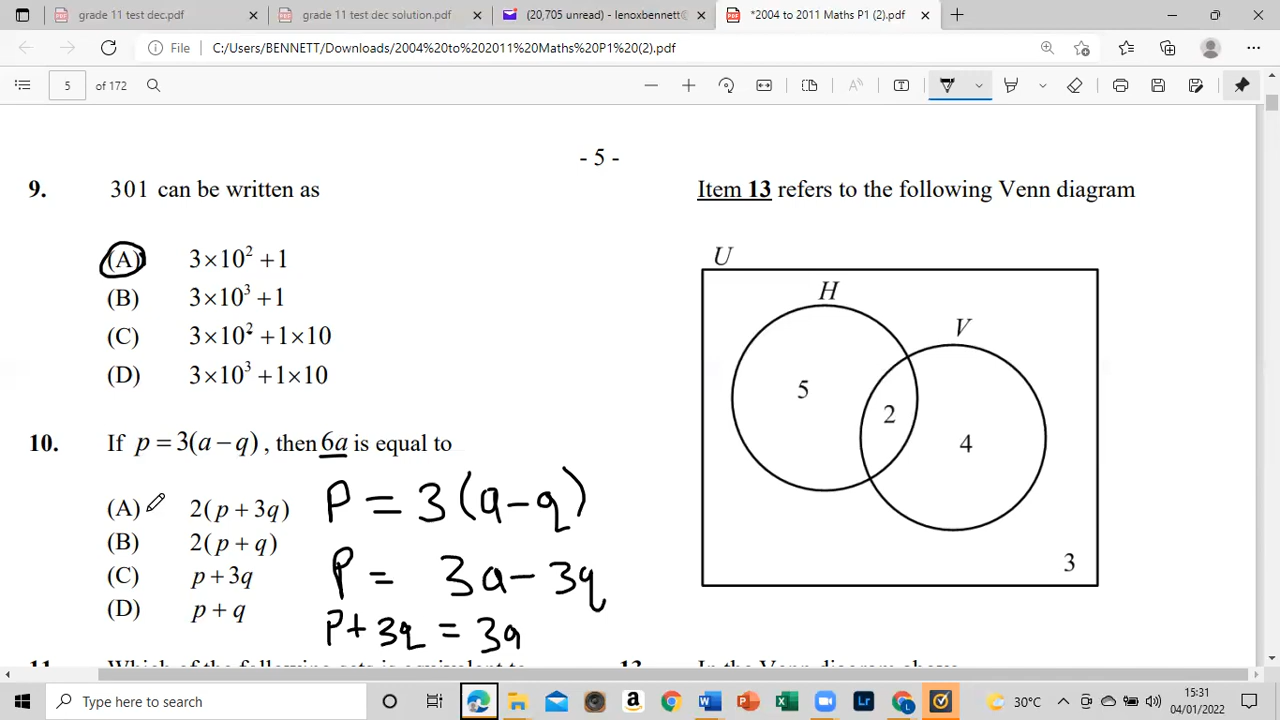 grade 11 test dec.pdf
grade 11 test dec solution.pdf
(20,705 unread) - lenoxbennett@
*2004 to 2011 Maths P1 (2).pdf
File
C:/Users/BENNETT/Downloads/2004%20to%202011%20Maths%20P1%20(2).pdf
5 of 172
- 5 -
9. 301 can be written as
(A) 3×10² +1
(B) 3×10³ +1
(C) 3×10² +1×10
(D) 3×10³ +1×10
10. If p = 3(a − q), then 6a is equal to
(A) 2(p + 3q)
(B) 2(p + q)
(C) p + 3q
(D) p + q
P = 3(a − q)
P = 3a − 3q
P + 3q = 3a
Item 13 refers to the following Venn diagram
U
H
V
5
2
4
3
Type here to search
30°C
15:31
04/01/2022